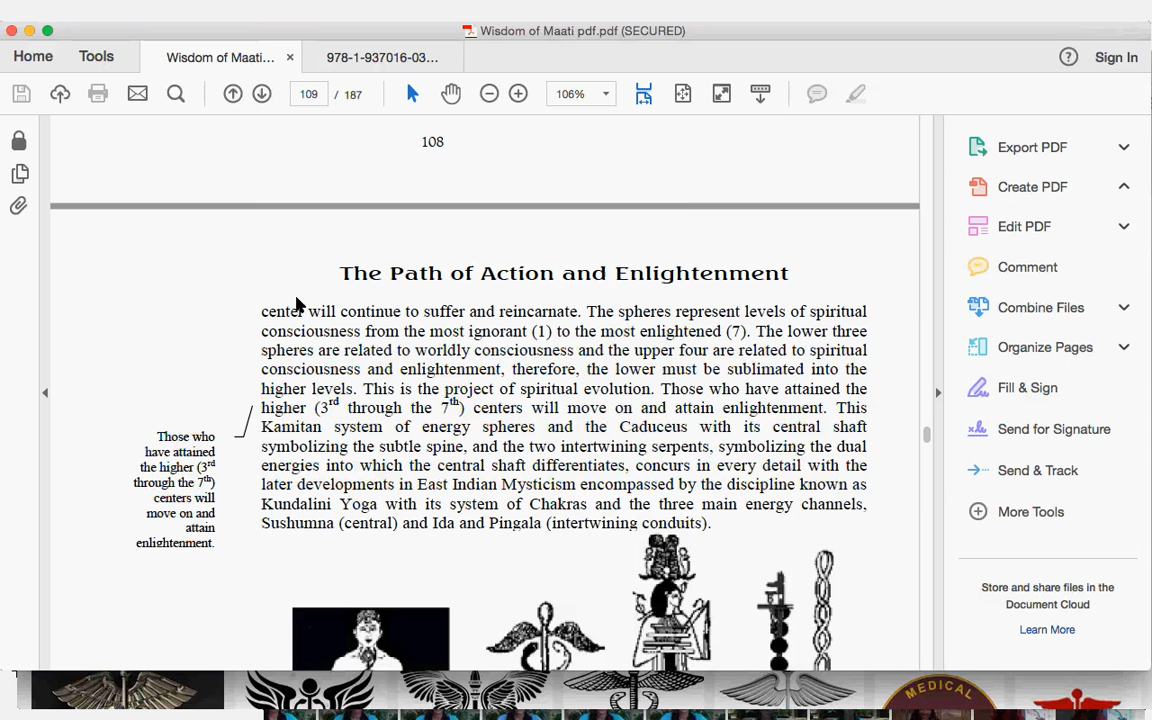 Wisdom of Maati pdf.pdf (SECURED)
Home Tools Wisdom of Maati... × 978-1-937016-03... Sign In
109 / 187 106%
108
The Path of Action and Enlightenment
center will continue to suffer and reincarnate. The spheres represent levels of spiritual
consciousness from the most ignorant (1) to the most enlightened (7). The lower three
spheres are related to worldly consciousness and the upper four are related to spiritual
consciousness and enlightenment, therefore, the lower must be sublimated into the
higher levels. This is the project of spiritual evolution. Those who have attained the
higher (3rd through the 7th) centers will move on and attain enlightenment. This
Kamitan system of energy spheres and the Caduceus with its central shaft
symbolizing the subtle spine, and the two intertwining serpents, symbolizing the dual
energies into which the central shaft differentiates, concurs in every detail with the
later developments in East Indian Mysticism encompassed by the discipline known as
Kundalini Yoga with its system of Chakras and the three main energy channels,
Sushumna (central) and Ida and Pingala (intertwining conduits).
Those who
have attained
the higher (3rd
through the 7th)
centers will
move on and
attain
enlightenment.
Export PDF
Create PDF
Edit PDF
Comment
Combine Files
Organize Pages
Fill & Sign
Send for Signature
Send & Track
More Tools
Store and share files in the
Document Cloud
Learn More
MEDICAL